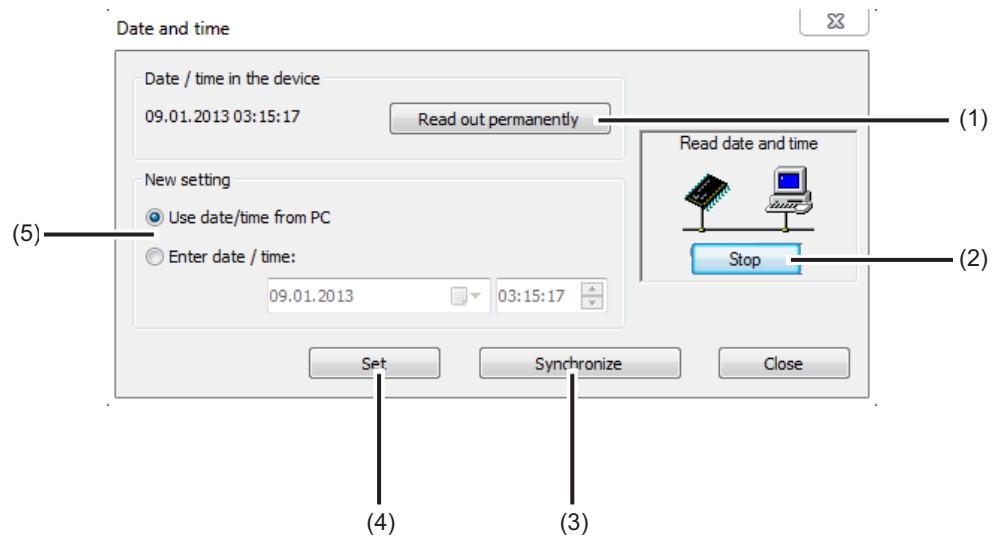 Date and time
Date / time in the device
09.01.2013 03:15:17
Read out permanently
(1)
Read date and time
New setting
Use date/time from PC
(5)
Enter date / time:
Stop
(2)
09.01.2013
03:15:17
Set
Synchronize
Close
(4)
(3)